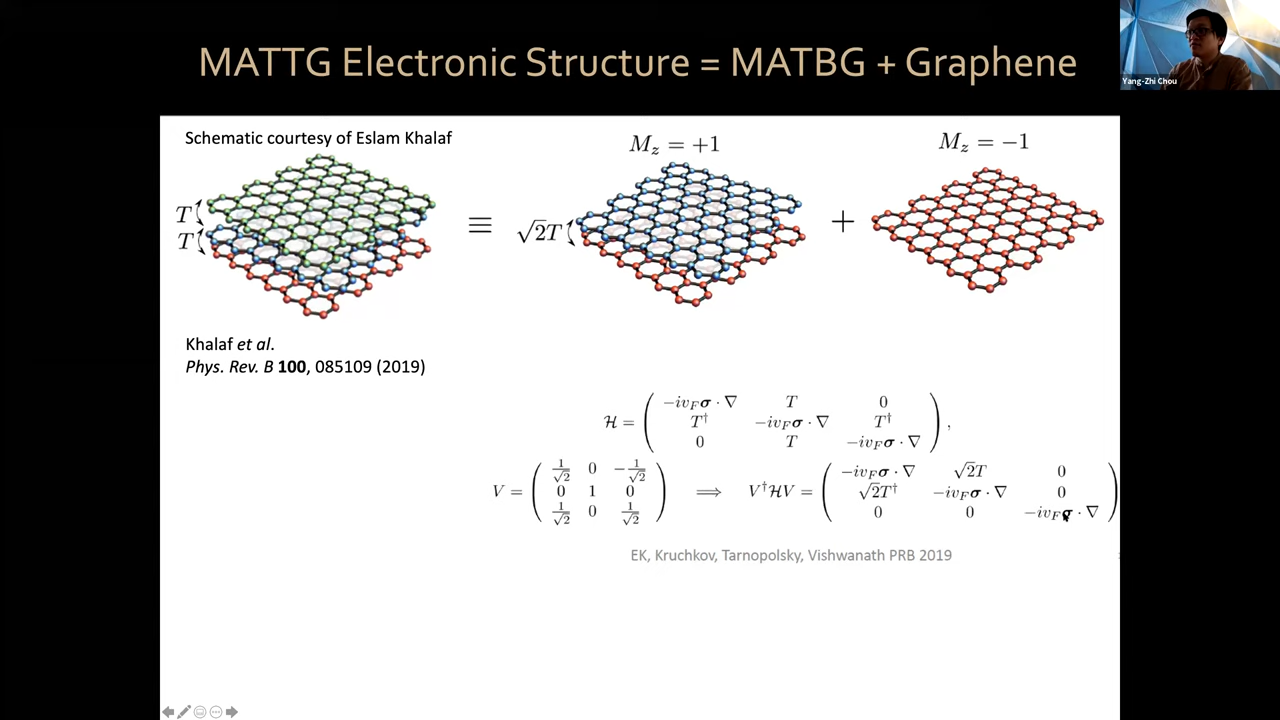 MATTG Electronic Structure = MATBG + Graphene
Yang-Zhi Chou
Schematic courtesy of Eslam Khalaf
M_z = +1
M_z = −1
T
T
≡
√2T
+
Khalaf et al.
Phys. Rev. B 100, 085109 (2019)
ℋ = ( −iv_F σ · ∇ T 0
T† −iv_F σ · ∇ T†
0 T −iv_F σ · ∇ ),
V = ( 1/√2 0 −1/√2
0 1 0
1/√2 0 1/√2 )
⟹ V†ℋV = ( −iv_F σ · ∇ √2T 0
√2T† −iv_F σ · ∇ 0
0 0 −iv_F σ · ∇ )
EK, Kruchkov, Tarnopolsky, Vishwanath PRB 2019